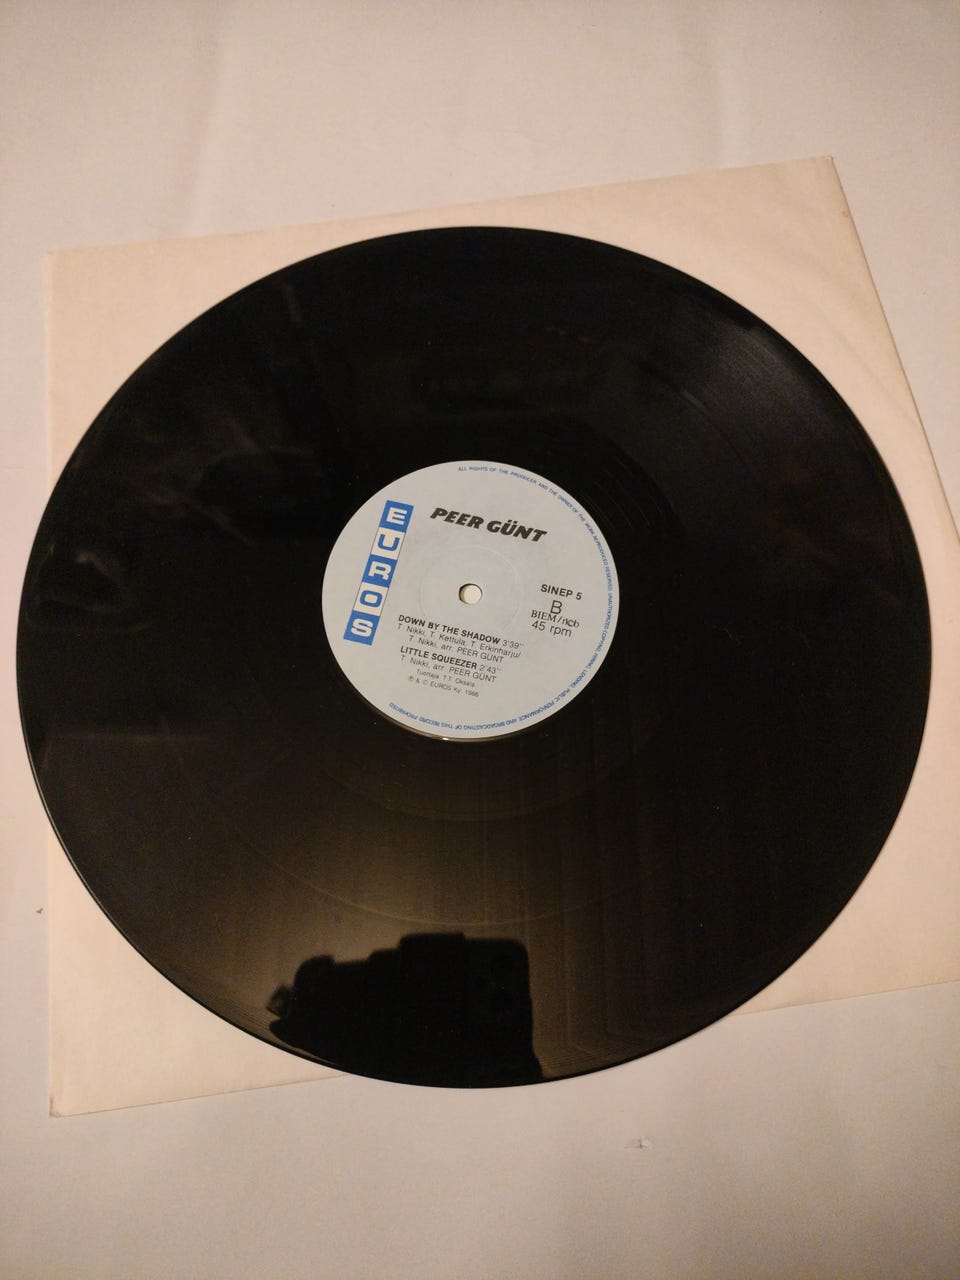 ALL RIGHTS OF THE PRODUCER AND THE OWNER OF THE WORK REPRODUCED RESERVED UNAUTHORIZED COPYING, HIRING, LENDING, PUBLIC PERFORMANCE AND BROADCASTING OF THIS RECORD PROHIBITED
EUROS
PEER GÜNT
SINEP 5
B
BIEM/ncb
45 rpm
DOWN BY THE SHADOW 3'39''
T. Nikki, T. Kettula, T. Erkinharju/
T. Nikki, arr. PEER GÜNT
LITTLE SQUEEZER 2'43''
T. Nikki, arr. PEER GÜNT
Tuottaja: T.T. Oksala
℗ & © EUROS Ky. 1986